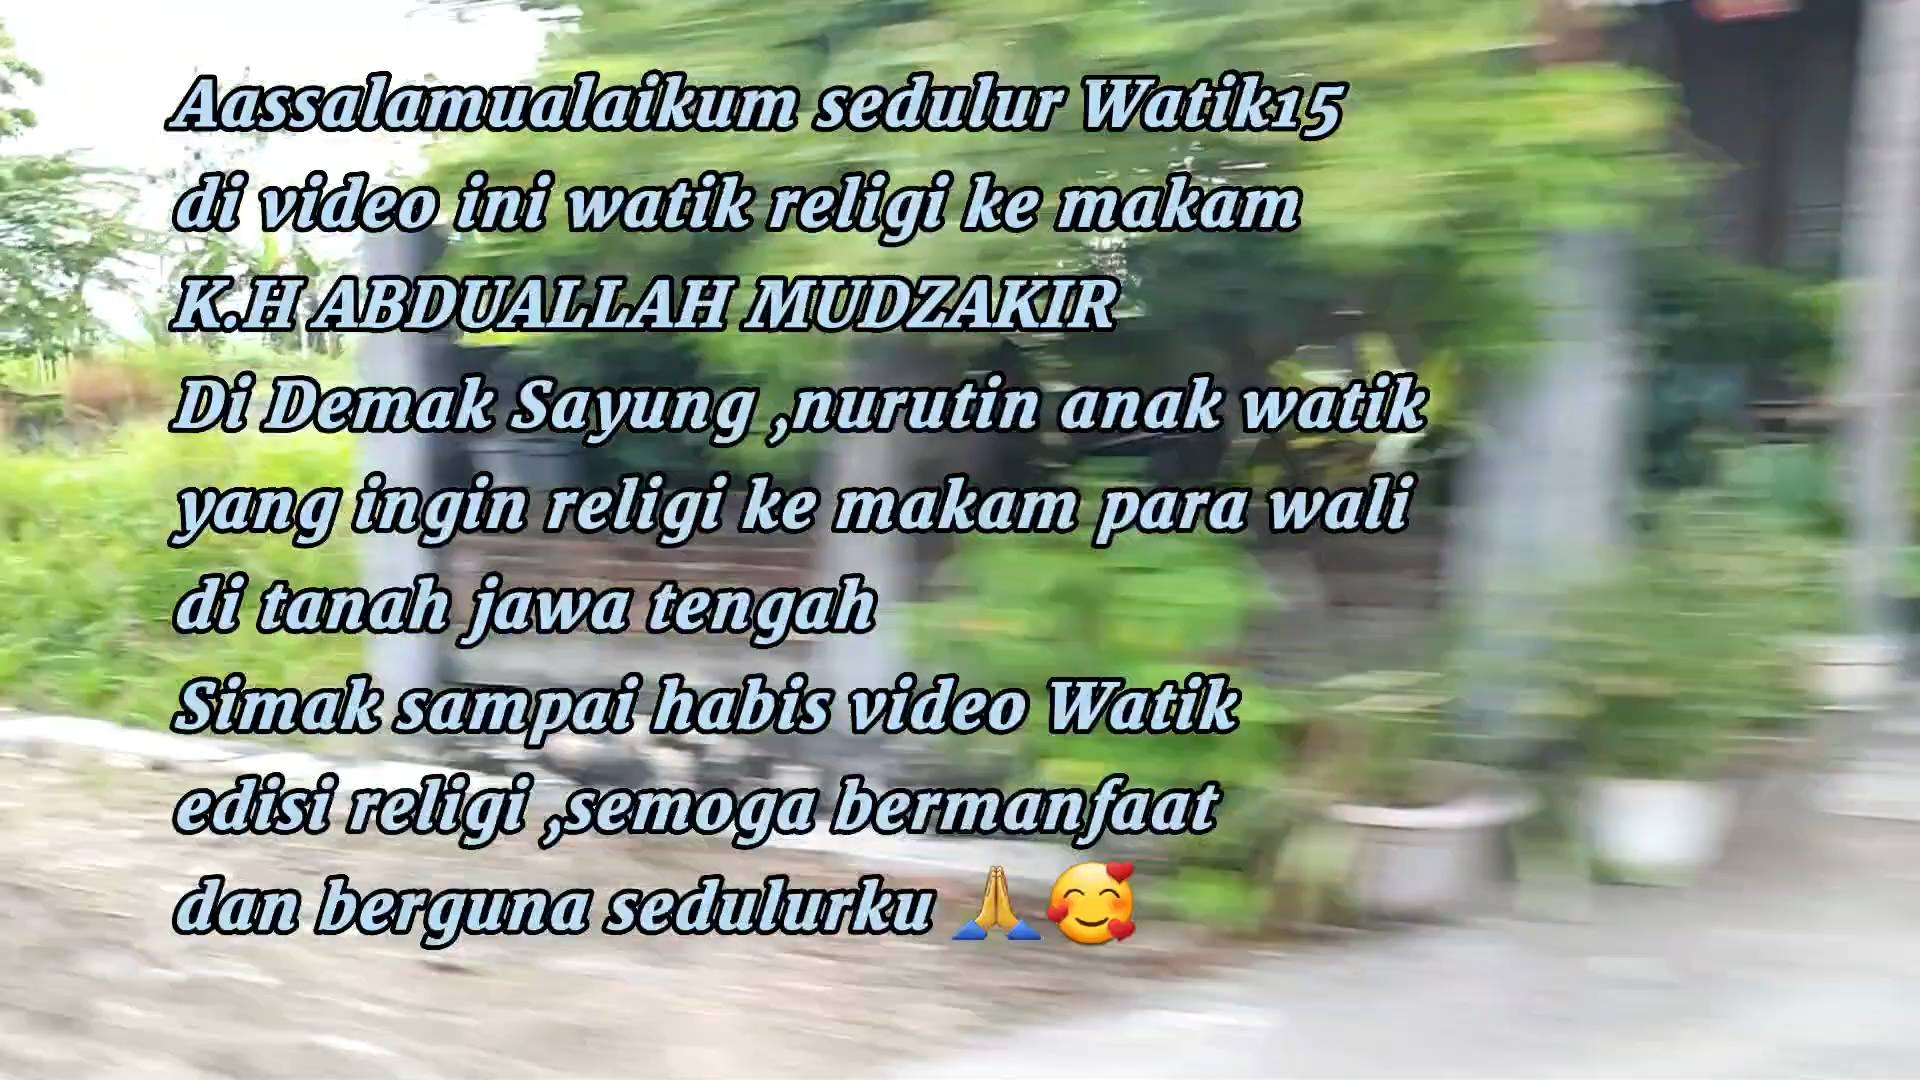 Aassalamualaikum sedulur Watik15
di video ini watik religi ke makam
K.H ABDUALLAH MUDZAKIR
Di Demak Sayung ,nurutin anak watik
yang ingin religi ke makam para wali
di tanah jawa tengah
Simak sampai habis video Watik
edisi religi ,semoga bermanfaat
dan berguna sedulurku 🙏🥰